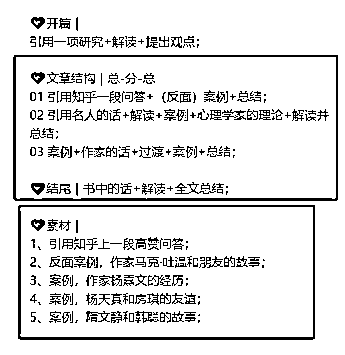 开篇 |
引用一项研究+解读+提出观点；
文章结构 | 总-分-总
01 引用知乎一段问答+（反面）案例+总结；
02 引用名人的话+解读+案例+心理学家的理论+解读并
总结；
03 案例+作家的话+过渡+案例+总结；
结尾 | 书中的话+解读+全文总结；
素材 |
1、引用知乎上一段高赞问答；
2、反面案例，作家马克·吐温和朋友的故事；
3、案例，作家杨熹文的经历；
4、案例，杨天真和房琪的友谊；
5、案例，隋文静和韩聪的故事；